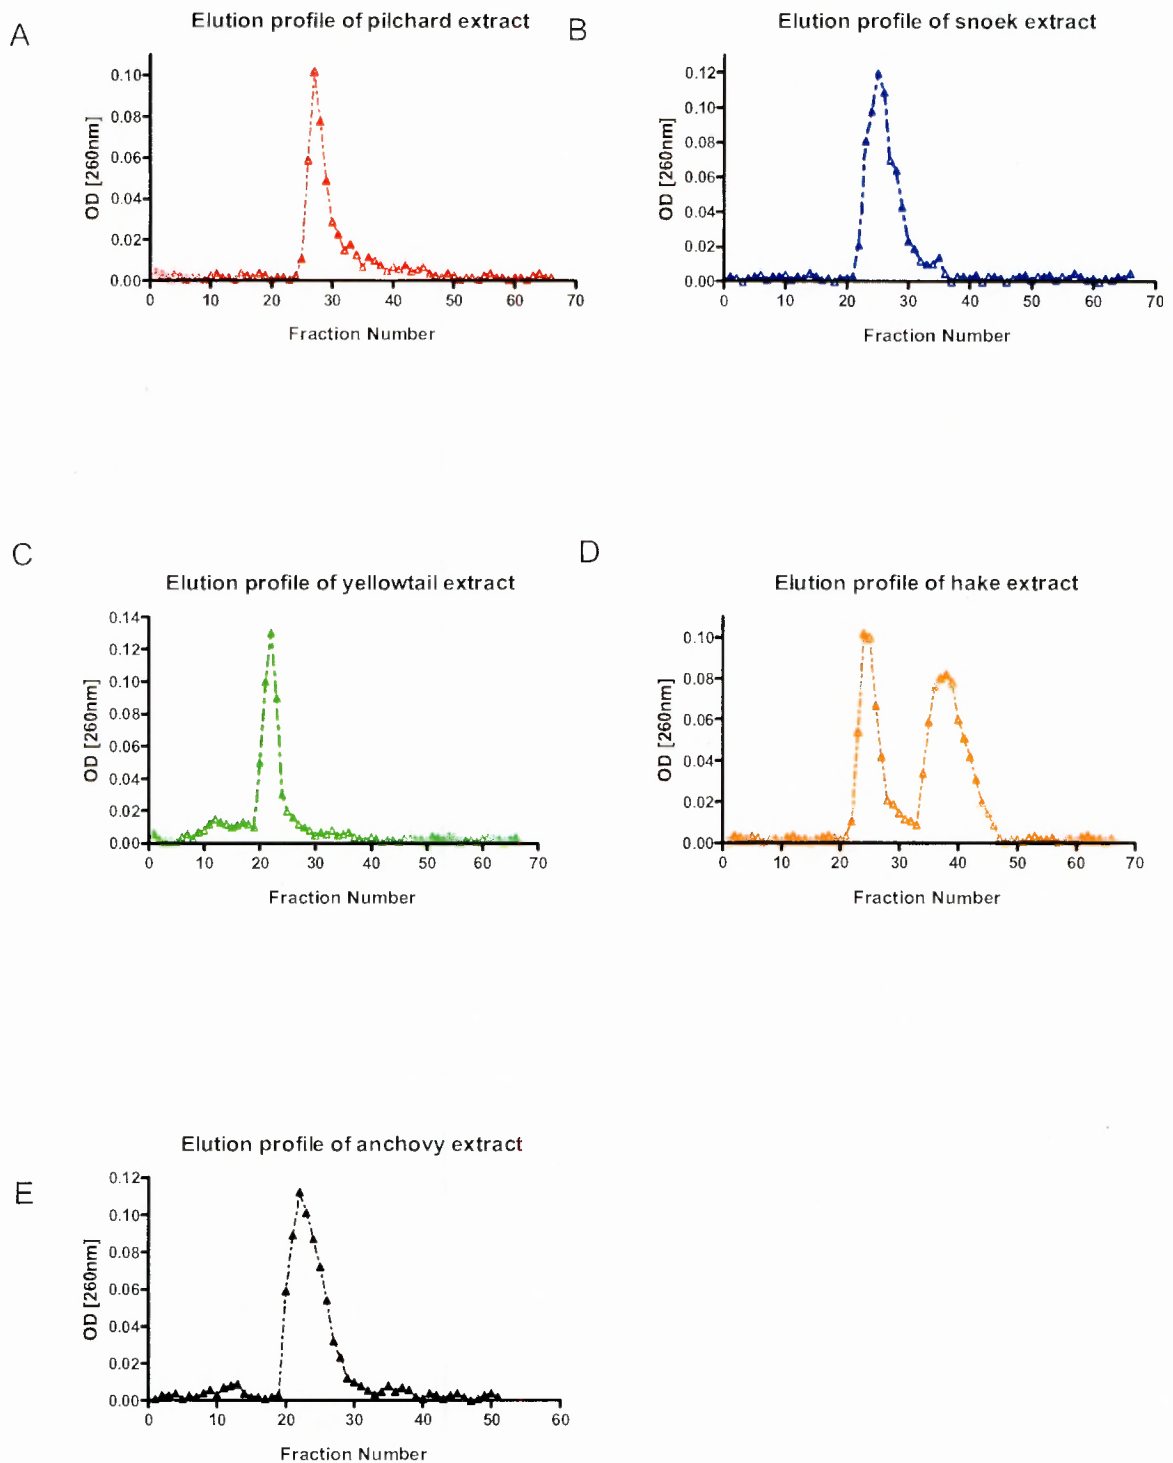 A
Elution profile of pilchard extract
OD [260nm]
0.10
0.08
0.06
0.04
0.02
0.00
0 10 20 30 40 50 60 70
Fraction Number
B
Elution profile of snoek extract
OD [260nm]
0.12
0.10
0.08
0.06
0.04
0.02
0.00
0 10 20 30 40 50 60 70
Fraction Number
C
Elution profile of yellowtail extract
OD [260nm]
0.14
0.12
0.10
0.08
0.06
0.04
0.02
0.00
0 10 20 30 40 50 60 70
Fraction Number
D
Elution profile of hake extract
OD [260nm]
0.10
0.08
0.06
0.04
0.02
0.00
0 10 20 30 40 50 60 70
Fraction Number
E
Elution profile of anchovy extract
OD [260nm]
0.12
0.10
0.08
0.06
0.04
0.02
0.00
0 10 20 30 40 50 60
Fraction Number